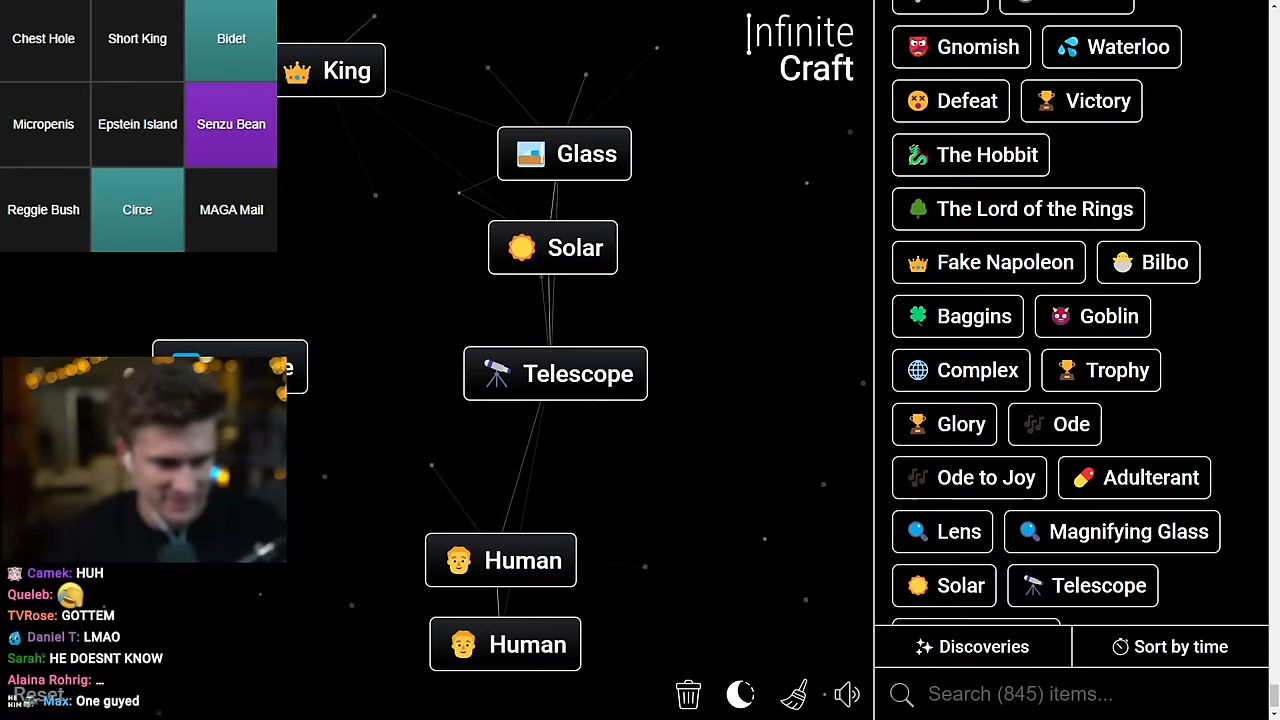 Chest Hole
Short King
Bidet
Micropenis
Epstein Island
Senzu Bean
Reggie Bush
Circe
MAGA Mail
King
Infinite
Craft
Glass
Solar
e
Telescope
Human
Human
Gnomish
Waterloo
Defeat
Victory
The Hobbit
The Lord of the Rings
Fake Napoleon
Bilbo
Baggins
Goblin
Complex
Trophy
Glory
Ode
Ode to Joy
Adulterant
Lens
Magnifying Glass
Solar
Telescope
Discoveries
Sort by time
Search (845) items...
Camek: HUH
Queleb:
TVRose: GOTTEM
Daniel T: LMAO
Sarah: HE DOESNT KNOW
Alaina Rohrig: ...
Reset
Max: One guyed